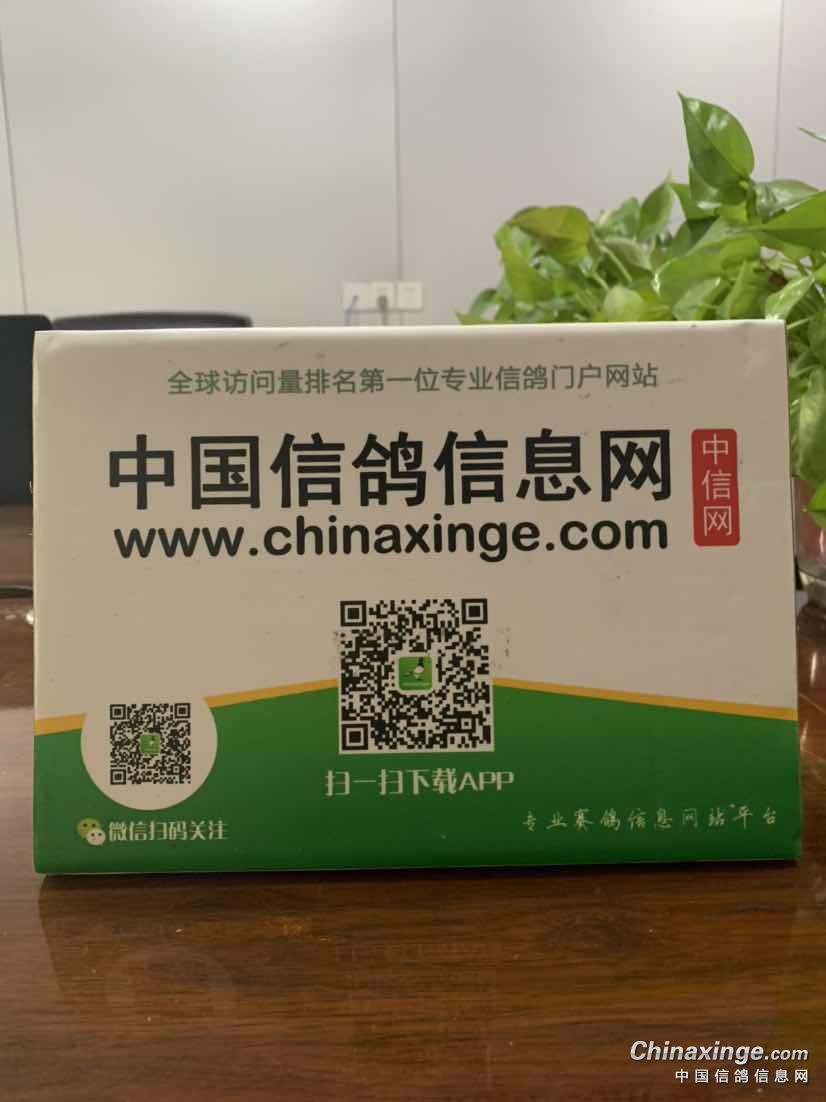 全球访问量排名第一位专业信鸽门户网站
中国信鸽信息网
中信网
www.chinaxinge.com
扫一扫下载APP
微信扫码关注
专业赛鸽信息网站平台
Chinaxinge.com
中国信鸽信息网